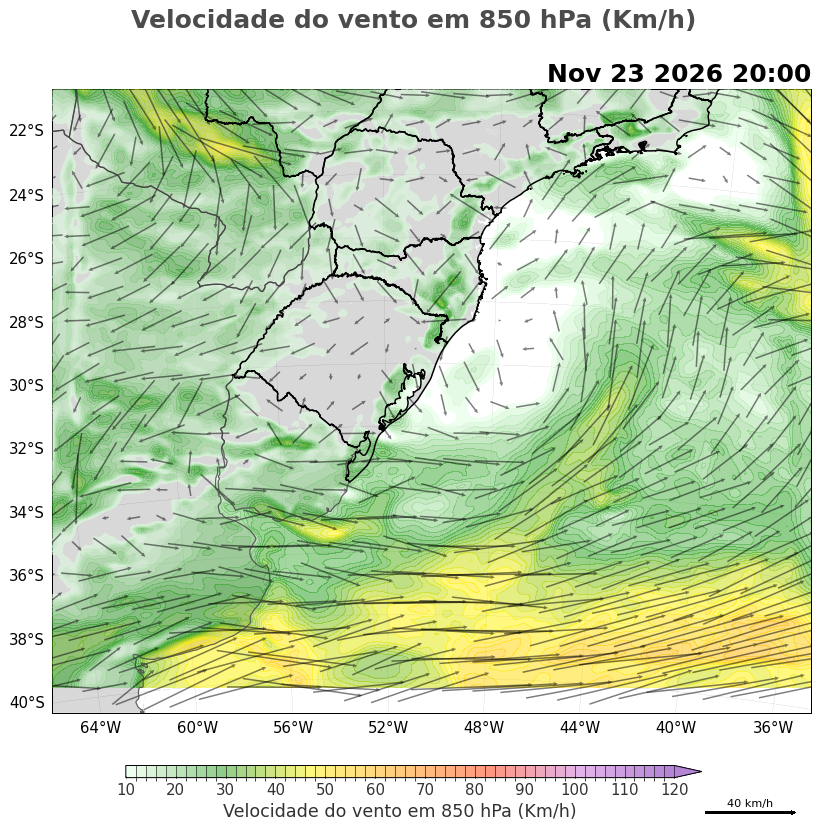 Velocidade do vento em 850 hPa (Km/h)
Nov 23 2026 20:00
22°S
24°S
26°S
28°S
30°S
32°S
34°S
36°S
38°S
40°S
64°W 60°W 56°W 52°W 48°W 44°W 40°W 36°W
10 20 30 40 50 60 70 80 90 100 110 120
Velocidade do vento em 850 hPa (Km/h)
40 km/h